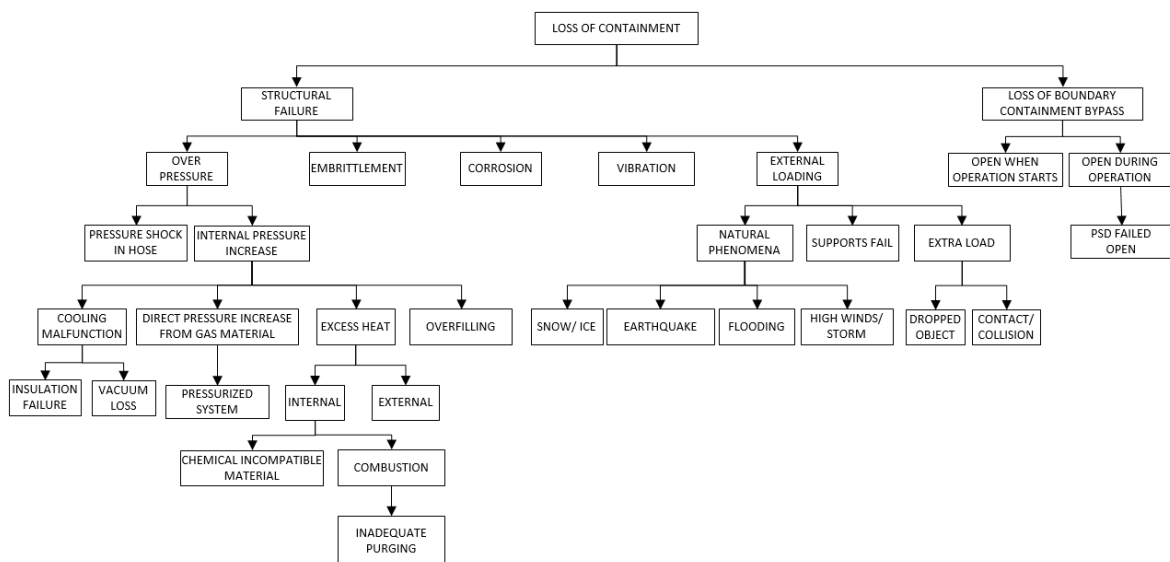 LOSS OF CONTAINMENT
STRUCTURAL
FAILURE
LOSS OF BOUNDARY
CONTAINMENT BYPASS
OVER
PRESSURE
EMBRITTLEMENT
CORROSION
VIBRATION
EXTERNAL
LOADING
OPEN WHEN
OPERATION STARTS
OPEN DURING
OPERATION
PRESSURE SHOCK
IN HOSE
INTERNAL PRESSURE
INCREASE
NATURAL
PHENOMENA
SUPPORTS FAIL
EXTRA LOAD
PSD FAILED
OPEN
COOLING
MALFUNCTION
DIRECT PRESSURE INCREASE
FROM GAS MATERIAL
EXCESS HEAT
OVERFILLING
SNOW/ ICE
EARTHQUAKE
FLOODING
HIGH WINDS/
STORM
DROPPED
OBJECT
CONTACT/
COLLISION
INSULATION
FAILURE
VACUUM
LOSS
PRESSURIZED
SYSTEM
INTERNAL
EXTERNAL
CHEMICAL INCOMPATIBLE
MATERIAL
COMBUSTION
INADEQUATE
PURGING